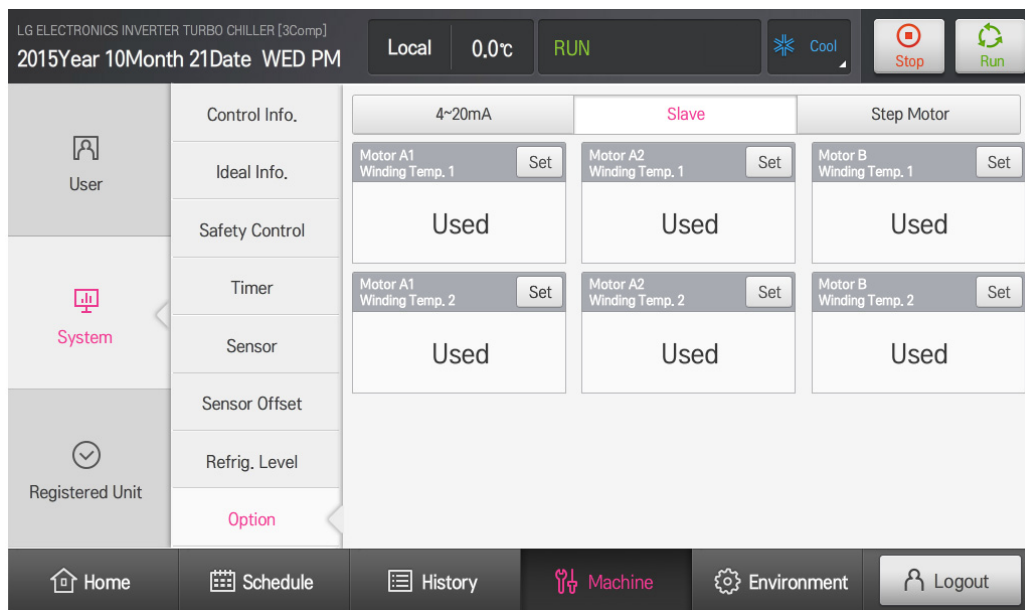 LG ELECTRONICS INVERTER TURBO CHILLER [3Comp]
2015Year 10Month 21Date WED PM
Local
0.0℃
RUN
Cool
Stop
Run
User
System
Registered Unit
Control Info.
Ideal Info.
Safety Control
Timer
Sensor
Sensor Offset
Refrig. Level
Option
4~20mA
Slave
Step Motor
Motor A1
Winding Temp. 1
Set
Used
Motor A2
Winding Temp. 1
Set
Used
Motor B
Winding Temp. 1
Set
Used
Motor A1
Winding Temp. 2
Set
Used
Motor A2
Winding Temp. 2
Set
Used
Motor B
Winding Temp. 2
Set
Used
Home
Schedule
History
Machine
Environment
Logout